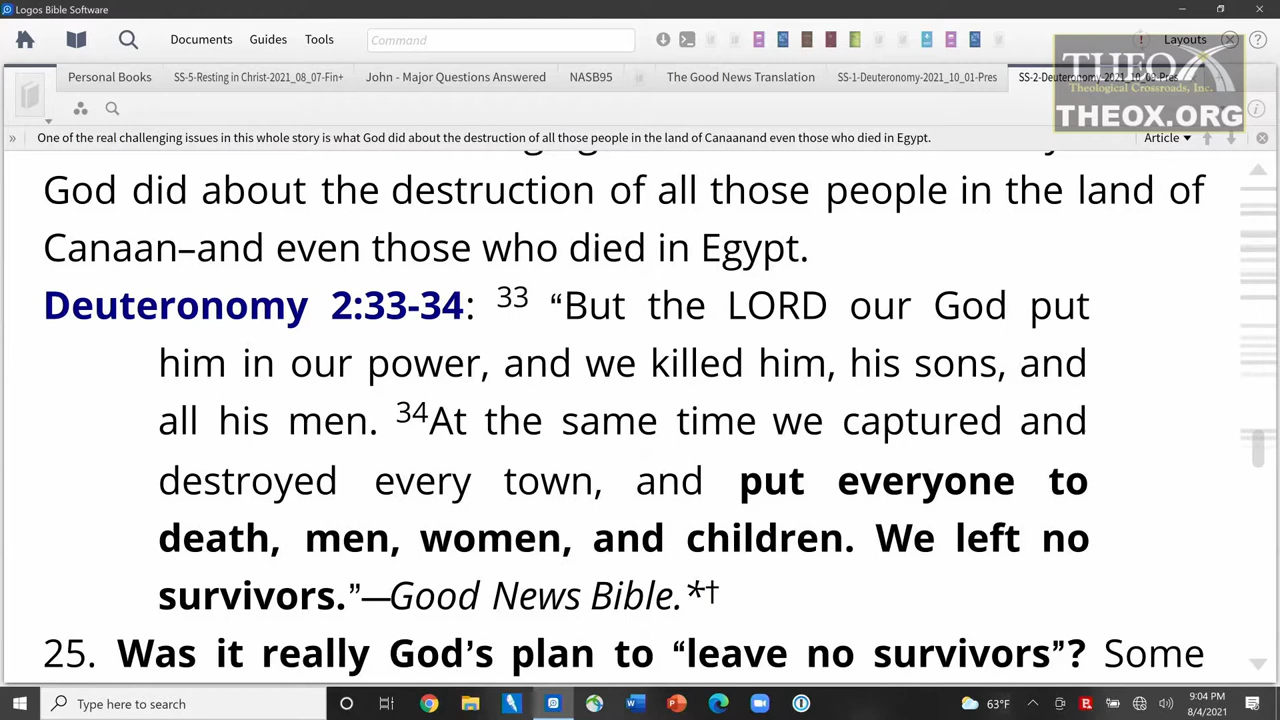 Logos Bible Software
Documents Guides Tools Command Layouts
THEOX
Theological Crossroads, Inc.
THEOX.ORG
Personal Books SS-5-Resting in Christ-2021_08_07-Fin+ John - Major Questions Answered NASB95 The Good News Translation SS-1-Deuteronomy-2021_10_01-Pres SS-2-Deuteronomy-2021_10_
» One of the real challenging issues in this whole story is what God did about the destruction of all those people in the land of Canaanand even those who died in Egypt. Article
God did about the destruction of all those people in the land of
Canaan–and even those who died in Egypt.
Deuteronomy 2:33-34: 33 “But the LORD our God put
him in our power, and we killed him, his sons, and
all his men. 34At the same time we captured and
destroyed every town, and put everyone to
death, men, women, and children. We left no
survivors.”—Good News Bible.*†
25. Was it really God’s plan to “leave no survivors”? Some
Type here to search 63°F 9:04 PM
8/4/2021